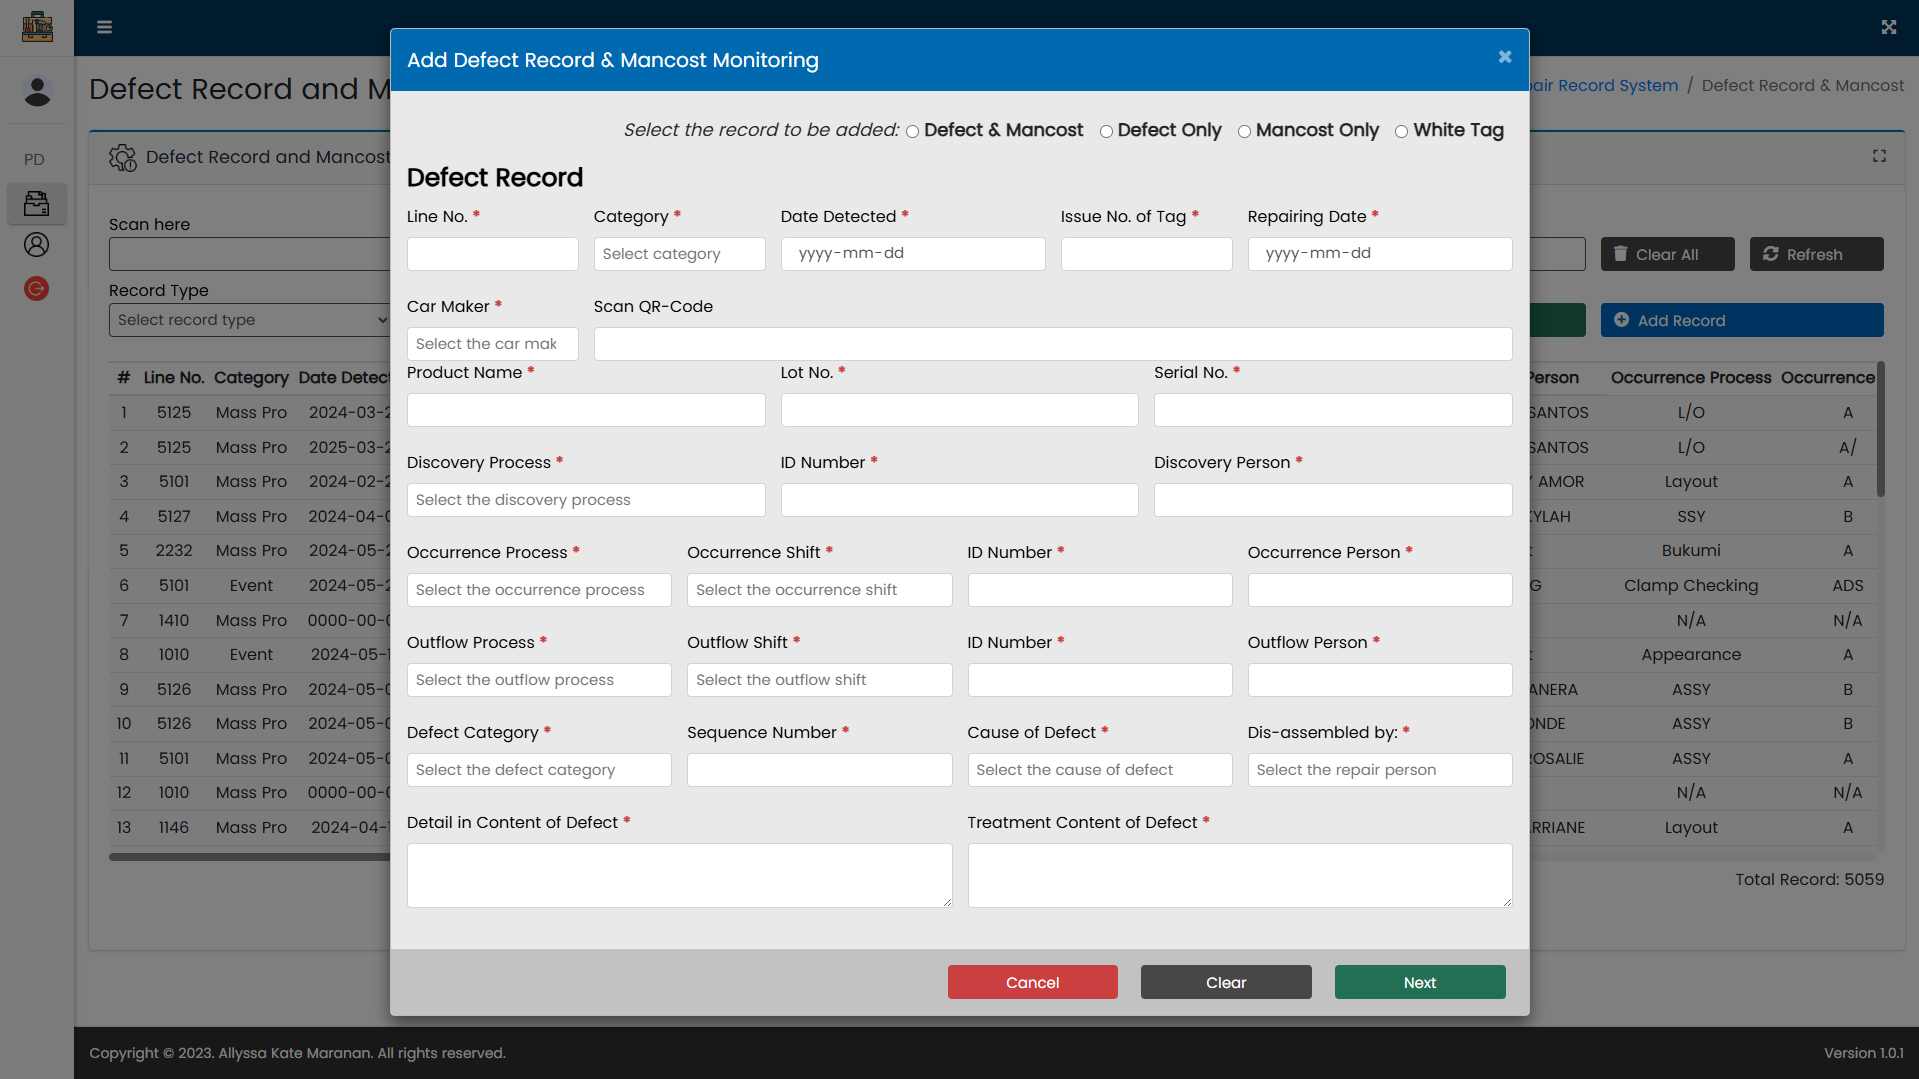 Add Defect Record & Mancost Monitoring
Defect Record and M
air Record System / Defect Record & Mancost
Select the record to be added: Defect & Mancost Defect Only Mancost Only White Tag
PD
Defect Record and Mancost
Defect Record
Line No. * Category * Date Detected * Issue No. of Tag * Repairing Date *
Select category yyyy-mm-dd yyyy-mm-dd
Scan here
Clear All Refresh
Record Type
Select record type
Add Record
Car Maker * Scan QR-Code
Select the car mak
Product Name * Lot No. * Serial No. *
Discovery Process * ID Number * Discovery Person *
Select the discovery process
Occurrence Process * Occurrence Shift * ID Number * Occurrence Person *
Select the occurrence process Select the occurrence shift
Outflow Process * Outflow Shift * ID Number * Outflow Person *
Select the outflow process Select the outflow shift
Defect Category * Sequence Number * Cause of Defect * Dis-assembled by: *
Select the defect category Select the cause of defect Select the repair person
Detail in Content of Defect * Treatment Content of Defect *
Cancel Clear Next
# Line No. Category Date Detec Person Occurrence Process Occurrence
1 5125 Mass Pro 2024-03-2 SANTOS L/O A
2 5125 Mass Pro 2025-03-2 SANTOS L/O A/
3 5101 Mass Pro 2024-02-2 AMOR Layout A
4 5127 Mass Pro 2024-04-0 KYLAH SSY B
5 2232 Mass Pro 2024-05-2 Bukumi A
6 5101 Event 2024-05-2 G Clamp Checking ADS
7 1410 Mass Pro 0000-00-0 N/A N/A
8 1010 Event 2024-05-1 Appearance A
9 5126 Mass Pro 2024-05-0 ANERA ASSY B
10 5126 Mass Pro 2024-05-0 ONDE ASSY B
11 5101 Mass Pro 2024-05-0 ROSALIE ASSY A
12 1010 Mass Pro 0000-00-0 N/A N/A
13 1146 Mass Pro 2024-04-1 ARRIANE Layout A
Total Record: 5059
Copyright © 2023. Allyssa Kate Maranan. All rights reserved.
Version 1.0.1